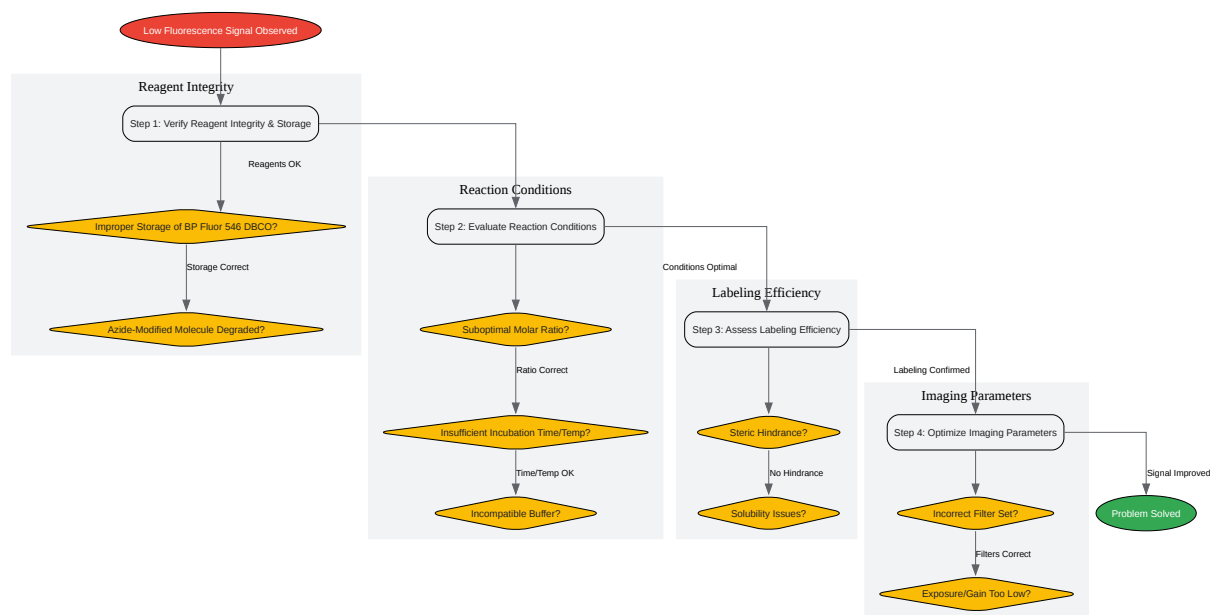 Low Fluorescence Signal Observed
Reagent Integrity
Step 1: Verify Reagent Integrity & Storage
Reagents OK
Improper Storage of BP Fluor 546 DBCO?
Storage Correct
Azide-Modified Molecule Degraded?
Reaction Conditions
Step 2: Evaluate Reaction Conditions
Conditions Optimal
Suboptimal Molar Ratio?
Ratio Correct
Insufficient Incubation Time/Temp?
Time/Temp OK
Incompatible Buffer?
Labeling Efficiency
Step 3: Assess Labeling Efficiency
Labeling Confirmed
Steric Hindrance?
No Hindrance
Solubility Issues?
Imaging Parameters
Step 4: Optimize Imaging Parameters
Signal Improved
Incorrect Filter Set?
Filters Correct
Exposure/Gain Too Low?
Problem Solved